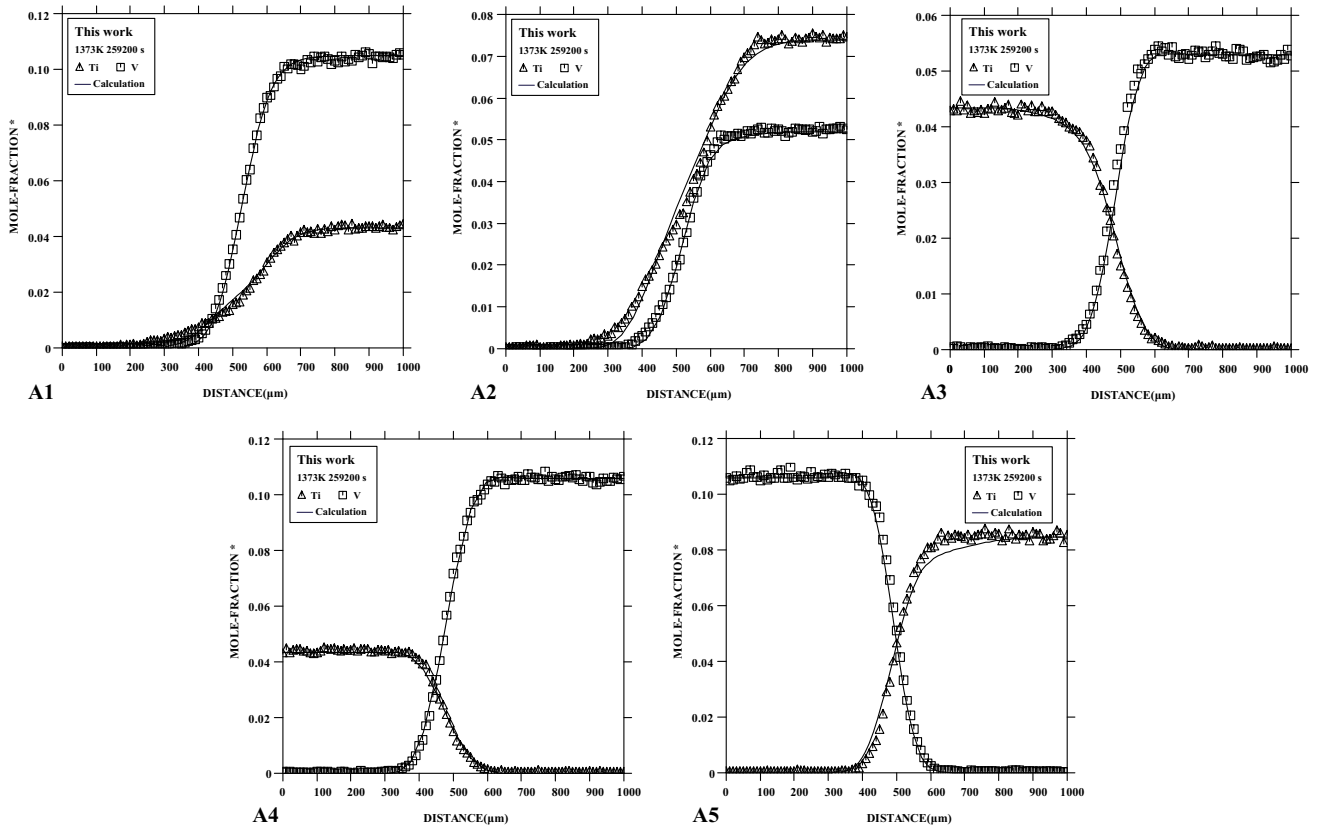 0.12
0.10
0.08
0.06
0.04
0.02
0
MOLE-FRACTION *
This work
1373K 259200 s
Ti V
Calculation
0 100 200 300 400 500 600 700 800 900 1000
DISTANCE(μm)
A1
0.08
0.07
0.06
0.05
0.04
0.03
0.02
0.01
0
MOLE-FRACTION *
This work
1373K 259200 s
Ti V
Calculation
0 100 200 300 400 500 600 700 800 900 1000
DISTANCE(μm)
A2
0.06
0.05
0.04
0.03
0.02
0.01
0
MOLE-FRACTION *
This work
1373K 259200 s
Ti V
Calculation
0 100 200 300 400 500 600 700 800 900 1000
DISTANCE(μm)
A3
0.12
0.10
0.08
0.06
0.04
0.02
0
MOLE-FRACTION *
This work
1373K 259200 s
Ti V
Calculation
0 100 200 300 400 500 600 700 800 900 1000
DISTANCE(μm)
A4
0.12
0.10
0.08
0.06
0.04
0.02
0
MOLE-FRACTION *
This work
1373K 259200 s
Ti V
Calculation
0 100 200 300 400 500 600 700 800 900 1000
DISTANCE(μm)
A5